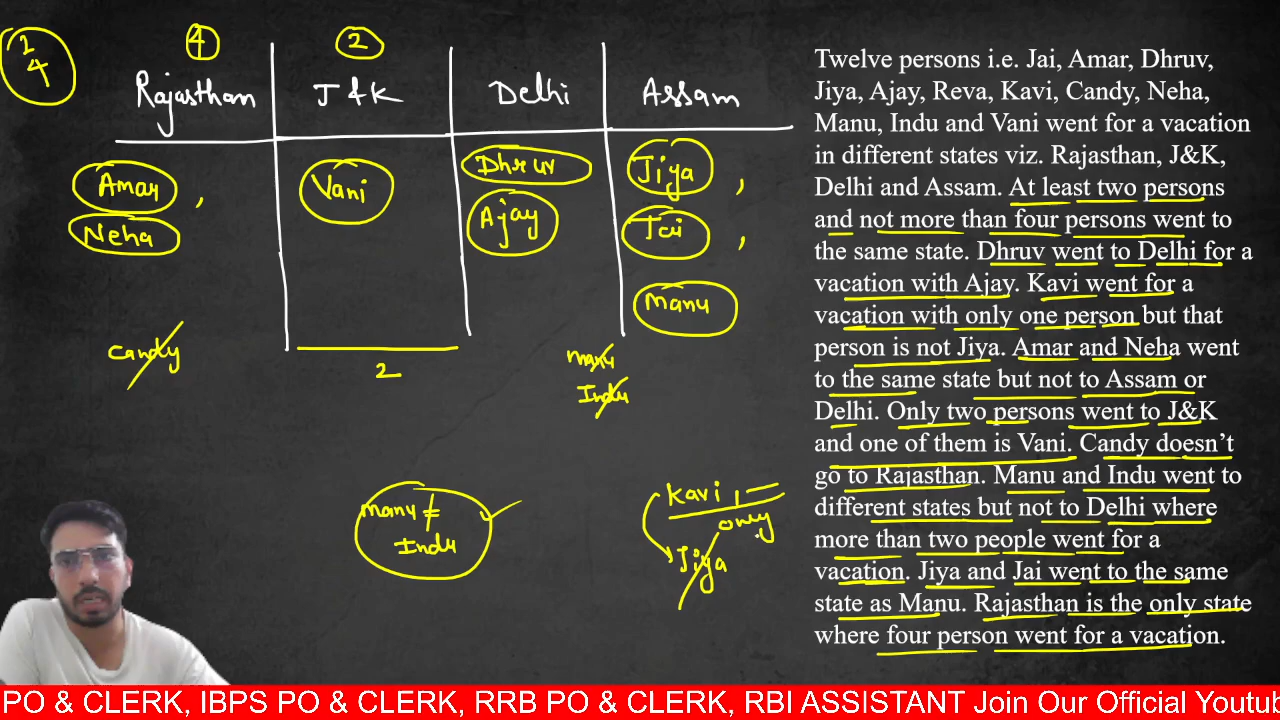 1
4
4
2
Rajasthan
J&K
Delhi
Assam
Amar ,
Neha
Vani
Dhruv
Ajay
Jiya ,
Jai ,
Manu
Candy
2
Manu
Indu
Manu ≠
Indu
Kavi ,
only
Jiya
Twelve persons i.e. Jai, Amar, Dhruv,
Jiya, Ajay, Reva, Kavi, Candy, Neha,
Manu, Indu and Vani went for a vacation
in different states viz. Rajasthan, J&K,
Delhi and Assam. At least two persons
and not more than four persons went to
the same state. Dhruv went to Delhi for a
vacation with Ajay. Kavi went for a
vacation with only one person but that
person is not Jiya. Amar and Neha went
to the same state but not to Assam or
Delhi. Only two persons went to J&K
and one of them is Vani. Candy doesn’t
go to Rajasthan. Manu and Indu went to
different states but not to Delhi where
more than two people went for a
vacation. Jiya and Jai went to the same
state as Manu. Rajasthan is the only state
where four person went for a vacation.
PO & CLERK, IBPS PO & CLERK, RRB PO & CLERK, RBI ASSISTANT Join Our Official Youtub